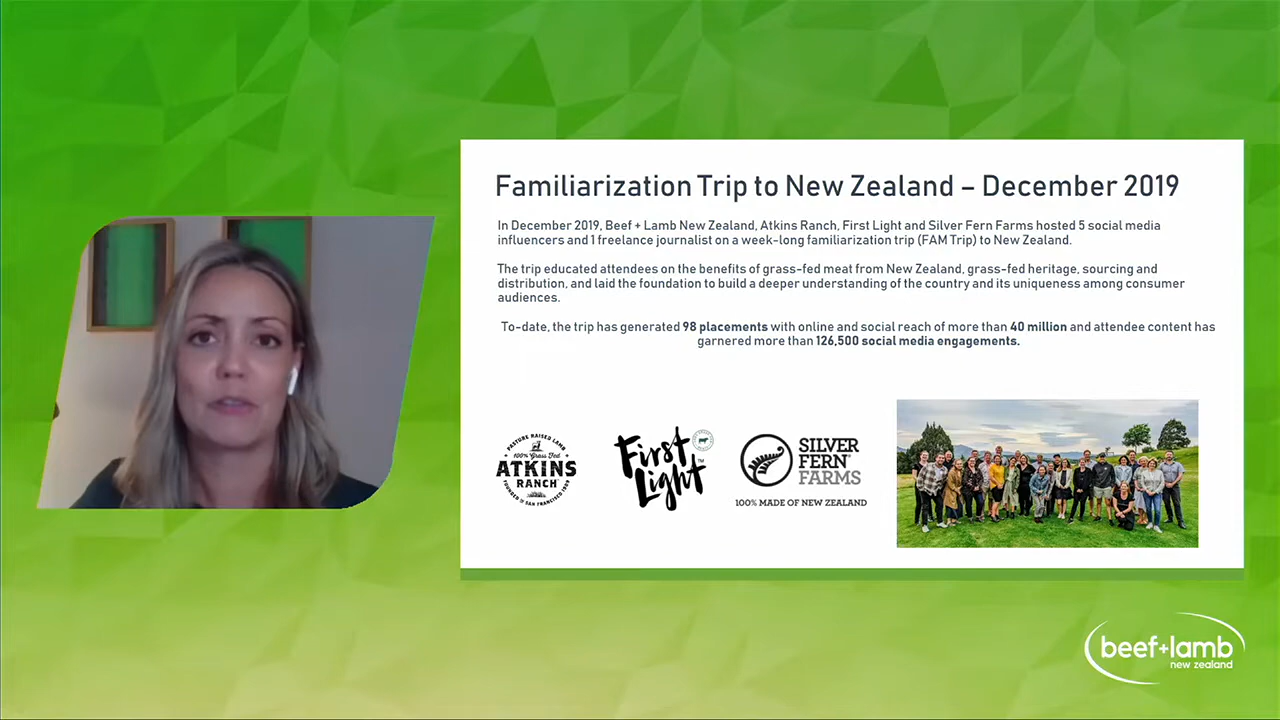 Familiarization Trip to New Zealand – December 2019
In December 2019, Beef + Lamb New Zealand, Atkins Ranch, First Light and Silver Fern Farms hosted 5 social media
influencers and 1 freelance journalist on a week-long familiarization trip (FAM Trip) to New Zealand.
The trip educated attendees on the benefits of grass-fed meat from New Zealand, grass-fed heritage, sourcing and
distribution, and laid the foundation to build a deeper understanding of the country and its uniqueness among consumer
audiences.
To-date, the trip has generated 98 placements with online and social reach of more than 40 million and attendee content has
garnered more than 126,500 social media engagements.
PASTURE RAISED LAMB
100% Grass Fed
ATKINS
RANCH
FOUNDED IN SAN FRANCISCO 1989
First
Light™
SILVER
FERN
FARMS
100% MADE OF NEW ZEALAND
beef+lamb
new zealand